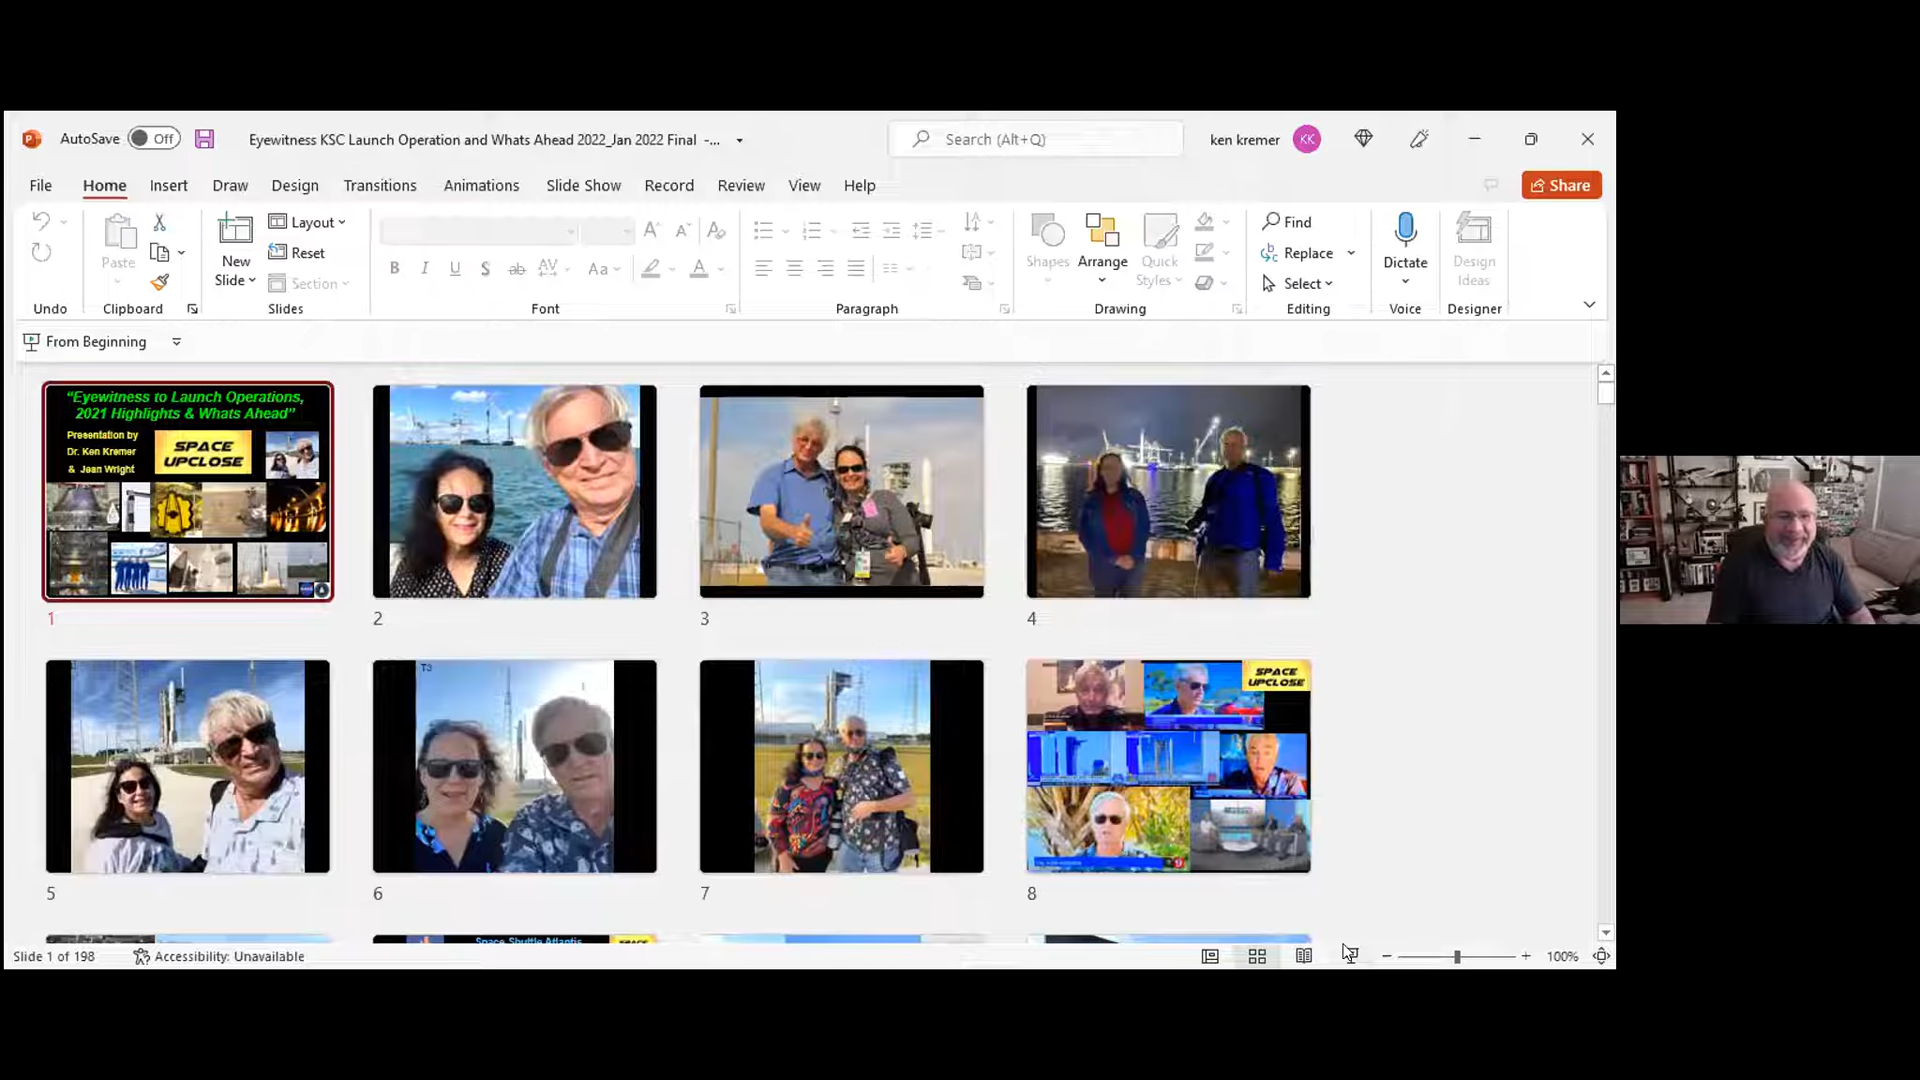 AutoSave Off Eyewitness KSC Launch Operation and Whats Ahead 2022_Jan 2022 Final -... Search (Alt+Q) ken kremer KK
File Home Insert Draw Design Transitions Animations Slide Show Record Review View Help Share
Paste
New Slide
Layout
Reset
Section
Shapes
Arrange
Quick Styles
Find
Replace
Select
Dictate
Design Ideas
Undo Clipboard Slides Font Paragraph Drawing Editing Voice Designer
From Beginning
"Eyewitness to Launch Operations,
2021 Highlights & Whats Ahead"
Presentation by
Dr. Ken Kremer
& Jean Wright
SPACE
UPCLOSE
1
2
3
4
T3
SPACE
UPCLOSE
5
6
7
8
Space Shuttle Atlantis
SPACE
Slide 1 of 198 Accessibility: Unavailable 100%